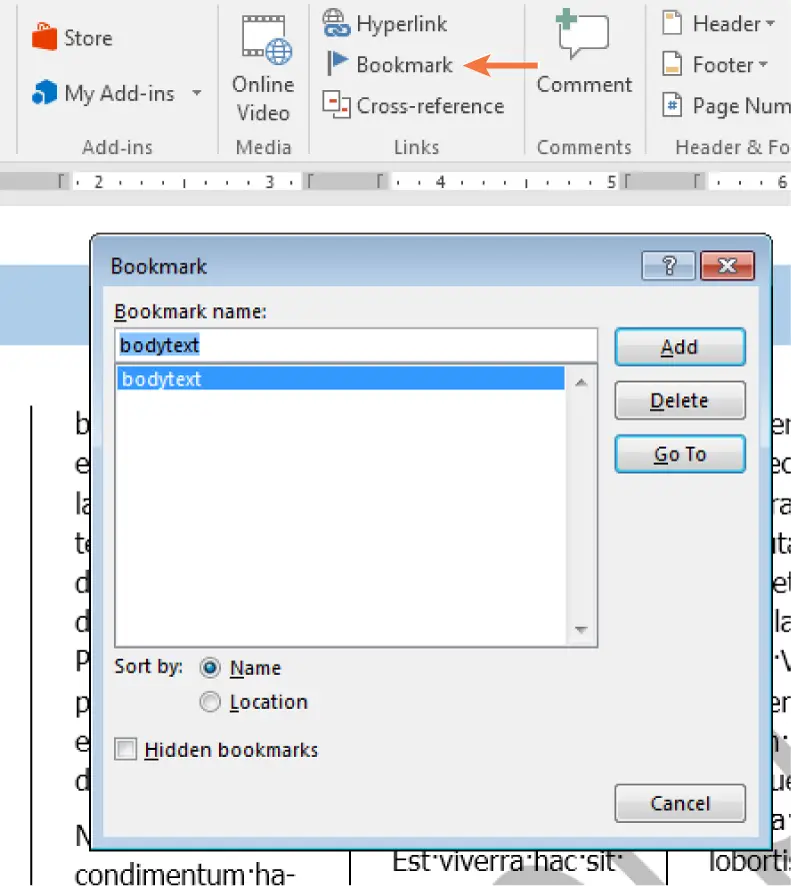 Store
My Add-ins
Add-ins
Online
Video
Media
Hyperlink
Bookmark
Cross-reference
Links
Comment
Comments
Header
Footer
# Page Num
Header & Fo
2 3 4 5 6
Bookmark
?
Bookmark name:
bodytext
bodytext
Add
Delete
Go To
Sort by:
Name
Location
Hidden bookmarks
Cancel
condimentum·ha-
Est·viverra·hac·sit·
lobortis